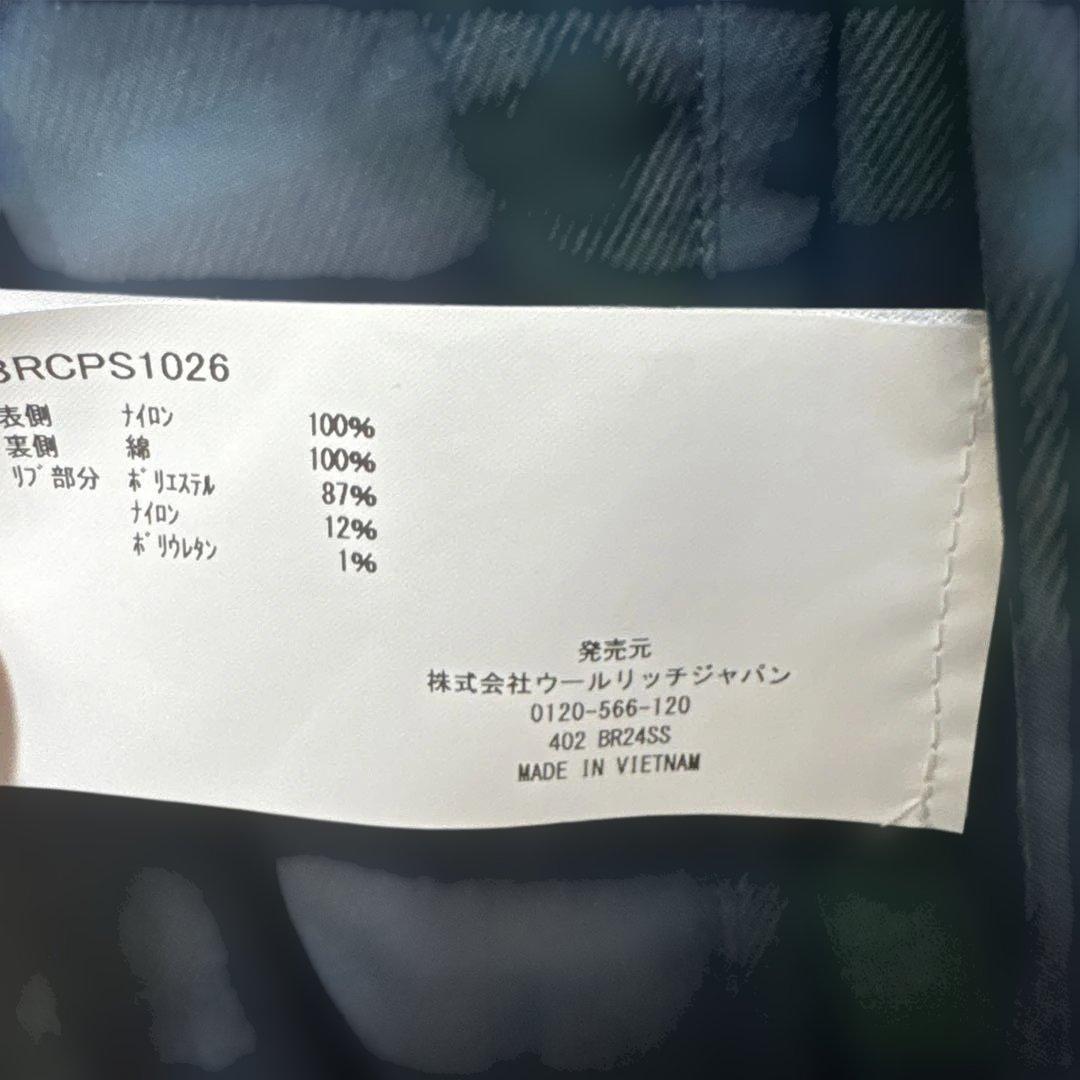 BRCPS1026
表側 ナイロン 100%
裏側 綿 100%
リブ部分 ポリエステル 87%
ナイロン 12%
ポリウレタン 1%
発売元
株式会社ウールリッチジャパン
0120-566-120
402 BR24SS
MADE IN VIETNAM